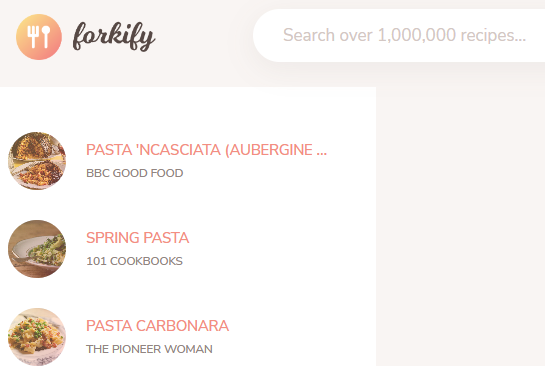 forkify
Search over 1,000,000 recipes...
PASTA 'NCASCIATA (AUBERGINE ...
BBC GOOD FOOD
SPRING PASTA
101 COOKBOOKS
PASTA CARBONARA
THE PIONEER WOMAN